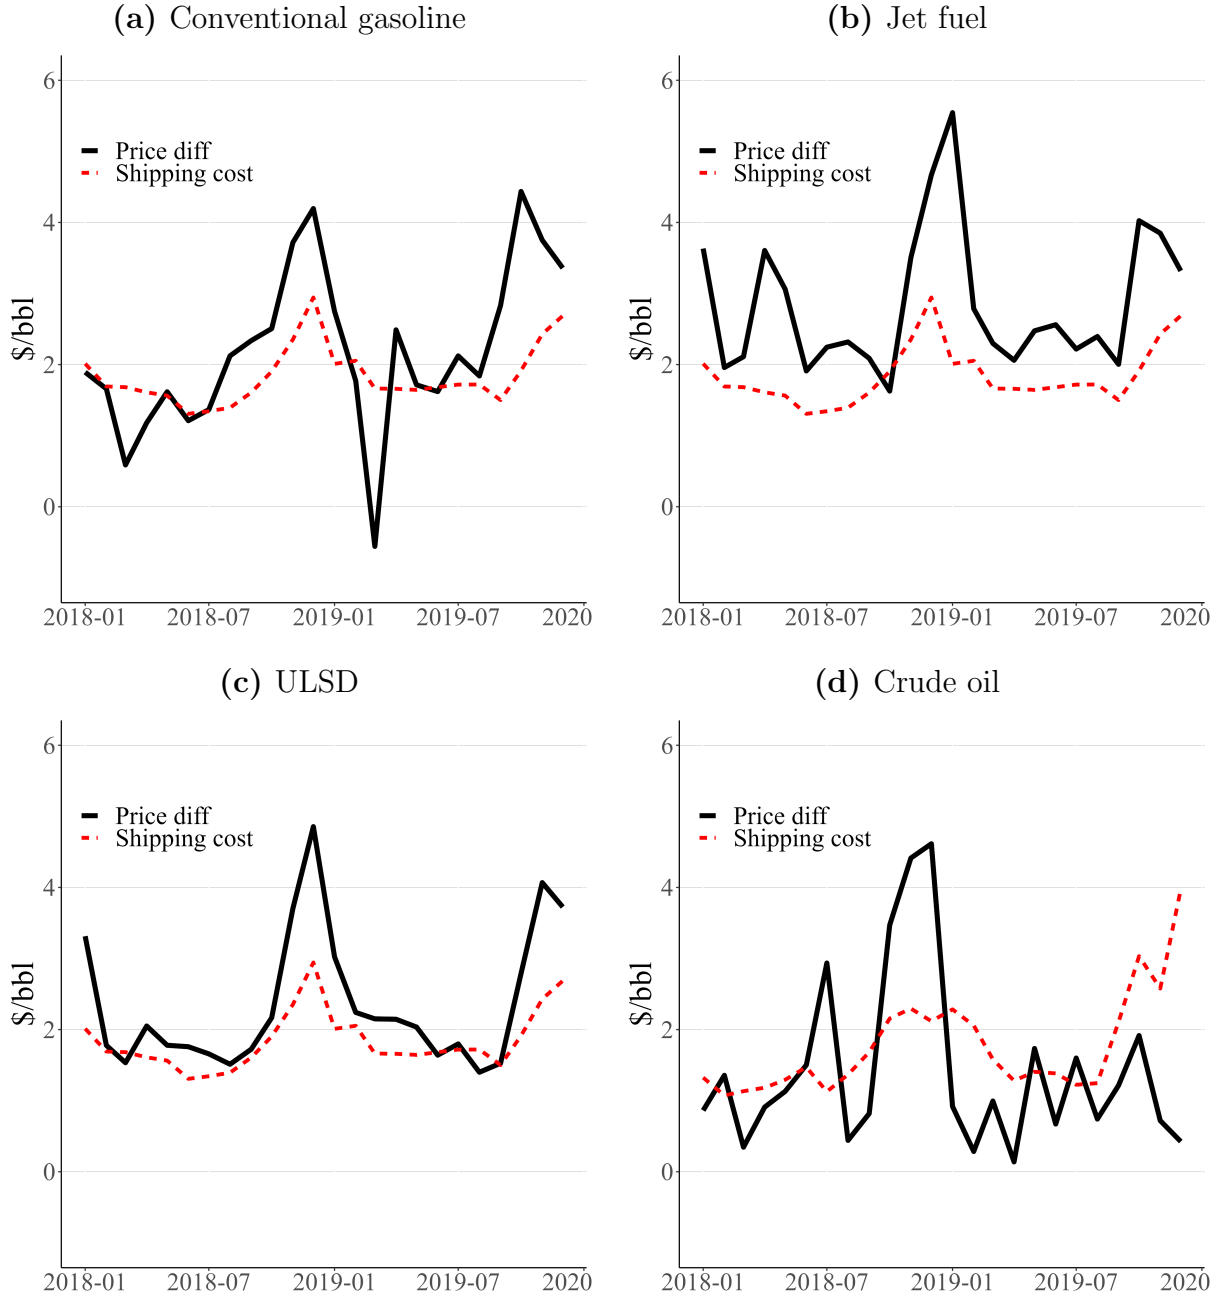 (a) Conventional gasoline
6
4
2
0
$/bbl
Price diff
Shipping cost
2018-01 2018-07 2019-01 2019-07 2020
(b) Jet fuel
6
4
2
0
$/bbl
Price diff
Shipping cost
2018-01 2018-07 2019-01 2019-07 2020
(c) ULSD
6
4
2
0
$/bbl
Price diff
Shipping cost
2018-01 2018-07 2019-01 2019-07 2020
(d) Crude oil
6
4
2
0
$/bbl
Price diff
Shipping cost
2018-01 2018-07 2019-01 2019-07 2020